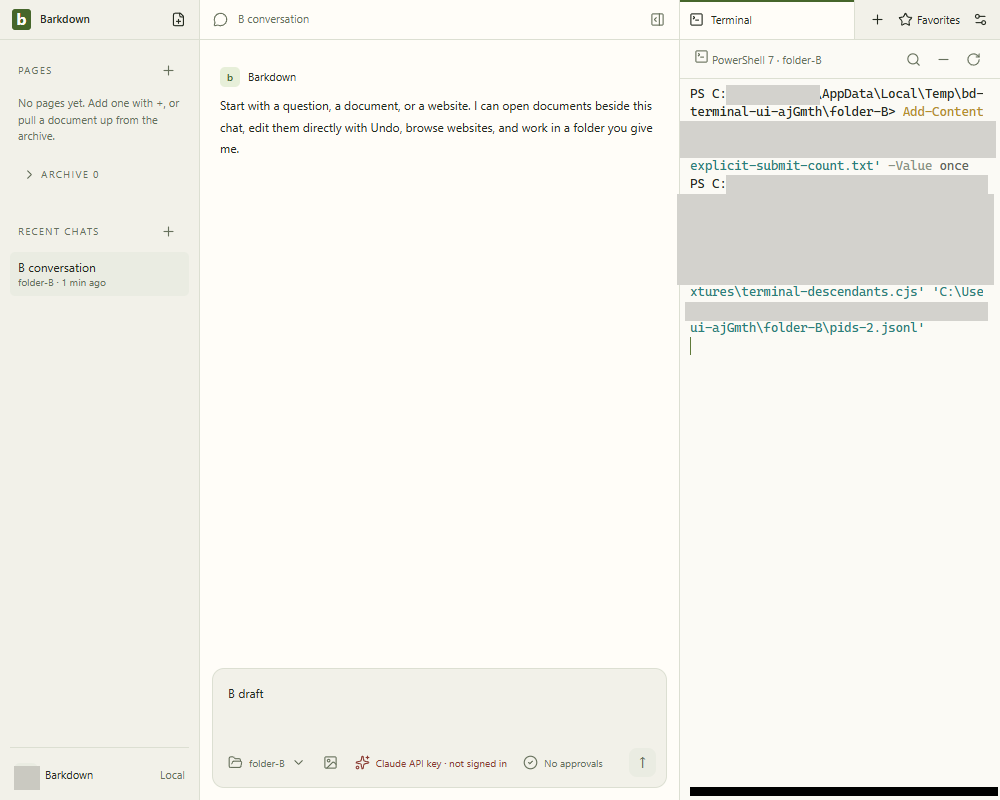 b Barkdown
PAGES
No pages yet. Add one with +, or
pull a document up from the
archive.
ARCHIVE 0
RECENT CHATS
B conversation
folder-B · 1 min ago
Barkdown
Local
B conversation
b Barkdown
Start with a question, a document, or a website. I can open documents beside this
chat, edit them directly with Undo, browse websites, and work in a folder you give
me.
B draft
folder-B
Claude API key · not signed in
No approvals
Terminal
Favorites
PowerShell 7 · folder-B
PS C:\AppData\Local\Temp\bd-
terminal-ui-ajGmth\folder-B> Add-Content
explicit-submit-count.txt' -Value once
PS C:
xtures\terminal-descendants.cjs' 'C:\Use
ui-ajGmth\folder-B\pids-2.jsonl'